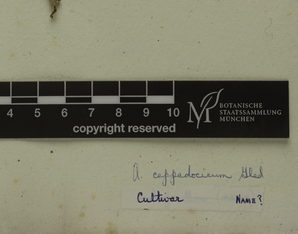 4 5 6 7 8 9 10
copyright reserved
M BOTANISCHE
STAATSSAMMLUNG
MÜNCHEN
A. cappadocicum Gled
Cultivar NAME?